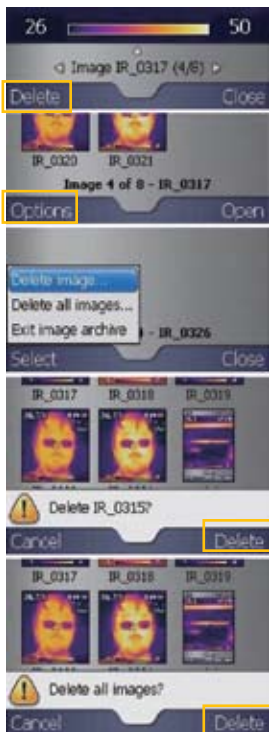 26 50
Image IR_0317 (4/8)
Delete Close
IR_0320 IR_0321
Image 4 of 8 - IR_0317
Options Open
Delete image...
Delete all images...
Exit image archive - IR_0326
Select Close
IR_0317 IR_0318 IR_0319
Delete IR_0315?
Cancel Delete
IR_0317 IR_0318 IR_0319
Delete all images?
Cancel Delete